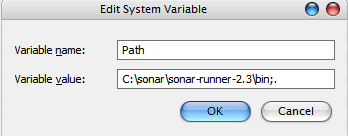 Edit System Variable
Variable name: Path
Variable value: C:\sonar\sonar-runner-2.3\bin;.
OK Cancel